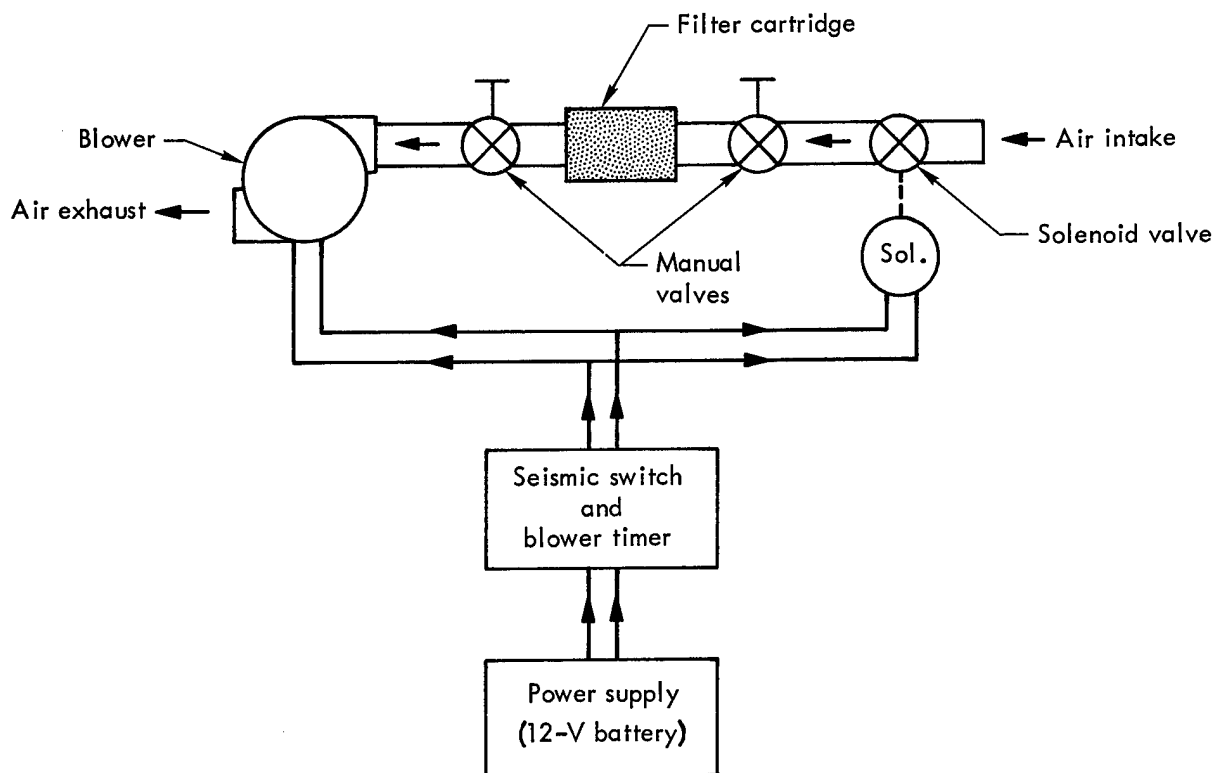 Filter cartridge
Blower
Air intake
Air exhaust
Solenoid valve
Sol.
Manual
valves
Seismic switch
and
blower timer
Power supply
(12-V battery)